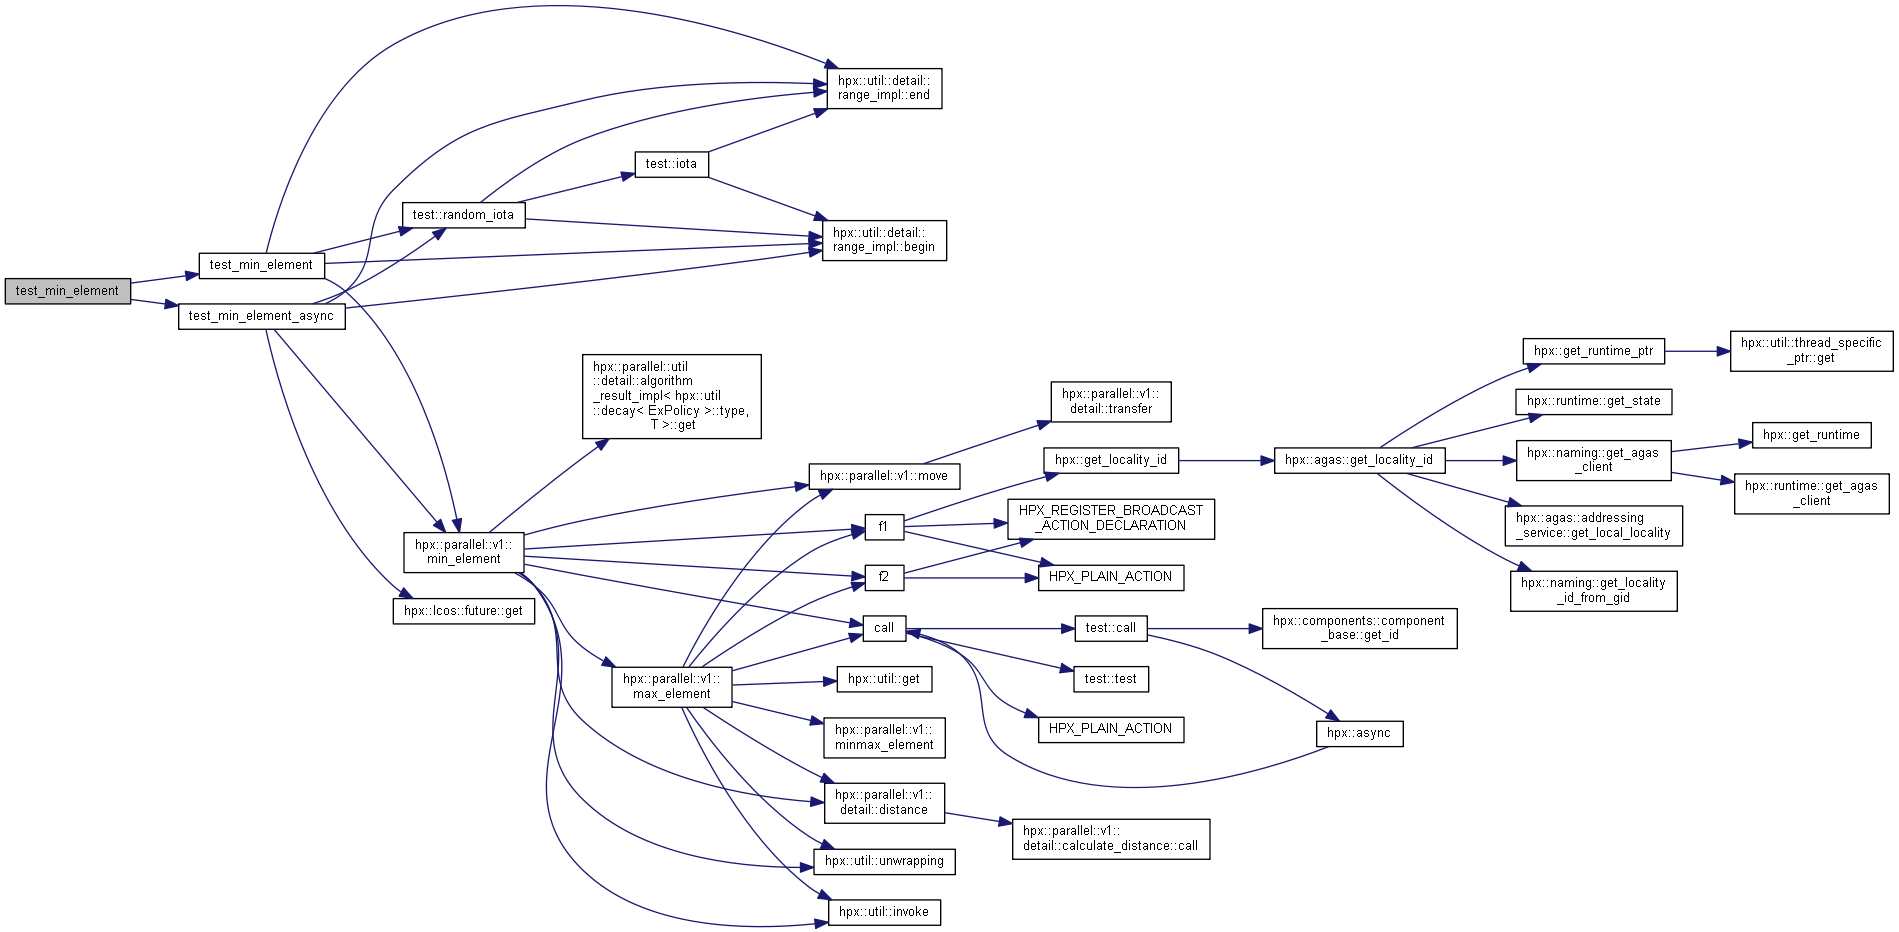 test_min_element
test_min_element
test_min_element_async
hpx::util::detail::
range_impl::end
test::iota
test::random_iota
hpx::util::detail::
range_impl::begin
hpx::parallel::util
::detail::algorithm
_result_impl< hpx::util
::decay< ExPolicy >::type,
T >::get
hpx::parallel::v1::
min_element
hpx::lcos::future::get
hpx::parallel::v1::move
hpx::parallel::v1::
detail::transfer
f1
f2
call
hpx::parallel::v1::
max_element
hpx::util::get
hpx::parallel::v1::
minmax_element
hpx::parallel::v1::
detail::distance
hpx::util::unwrapping
hpx::util::invoke
hpx::get_locality_id
HPX_REGISTER_BROADCAST
_ACTION_DECLARATION
HPX_PLAIN_ACTION
test::call
test::test
HPX_PLAIN_ACTION
hpx::parallel::v1::
detail::calculate_distance::call
hpx::components::component
_base::get_id
hpx::async
hpx::agas::get_locality_id
hpx::get_runtime_ptr
hpx::util::thread_specific
_ptr::get
hpx::runtime::get_state
hpx::naming::get_agas
_client
hpx::get_runtime
hpx::runtime::get_agas
_client
hpx::agas::addressing
_service::get_local_locality
hpx::naming::get_locality
_id_from_gid